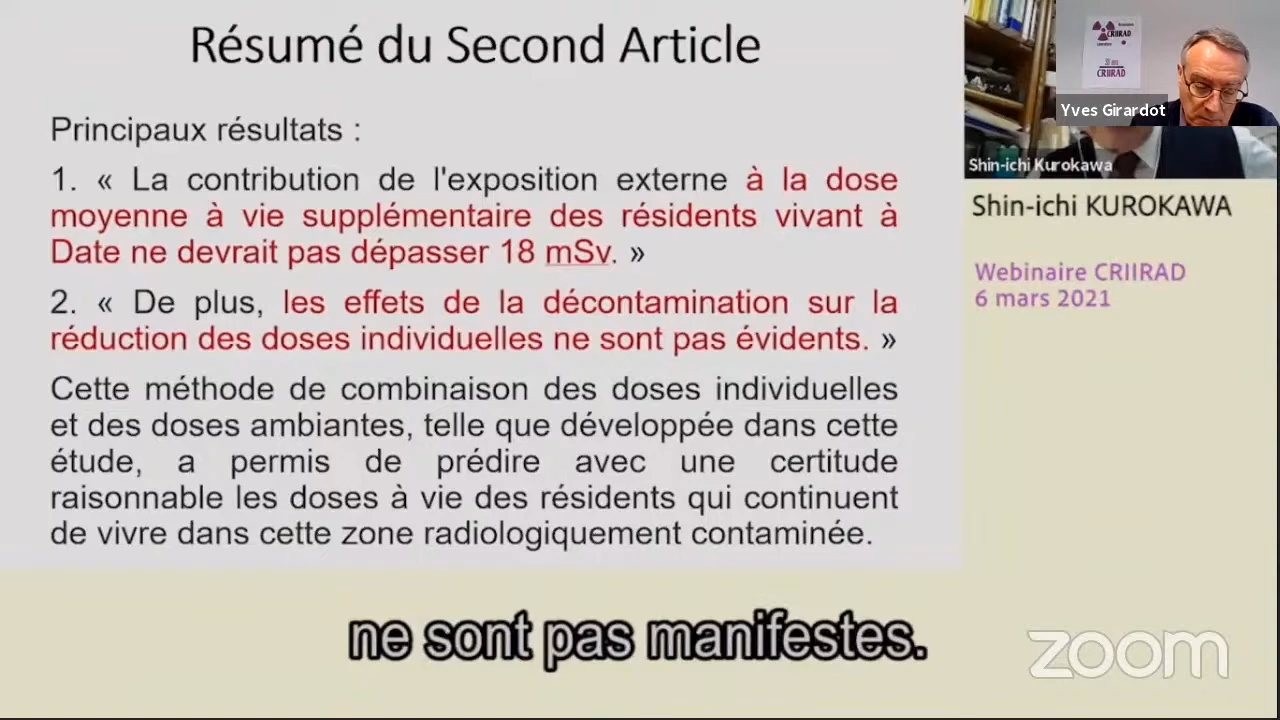 Résumé du Second Article
Principaux résultats :
1. « La contribution de l'exposition externe à la dose
moyenne à vie supplémentaire des résidents vivant à
Date ne devrait pas dépasser 18 mSv. »
2. « De plus, les effets de la décontamination sur la
réduction des doses individuelles ne sont pas évidents. »
Cette méthode de combinaison des doses individuelles
et des doses ambiantes, telle que développée dans cette
étude, a permis de prédire avec une certitude
raisonnable les doses à vie des résidents qui continuent
de vivre dans cette zone radiologiquement contaminée.
CRIIRAD
CRIIRAD
Yves Girardot
Shin-ichi Kurokawa
Shin-ichi KUROKAWA
Webinaire CRIIRAD
6 mars 2021
ne sont pas manifestes.
zoom